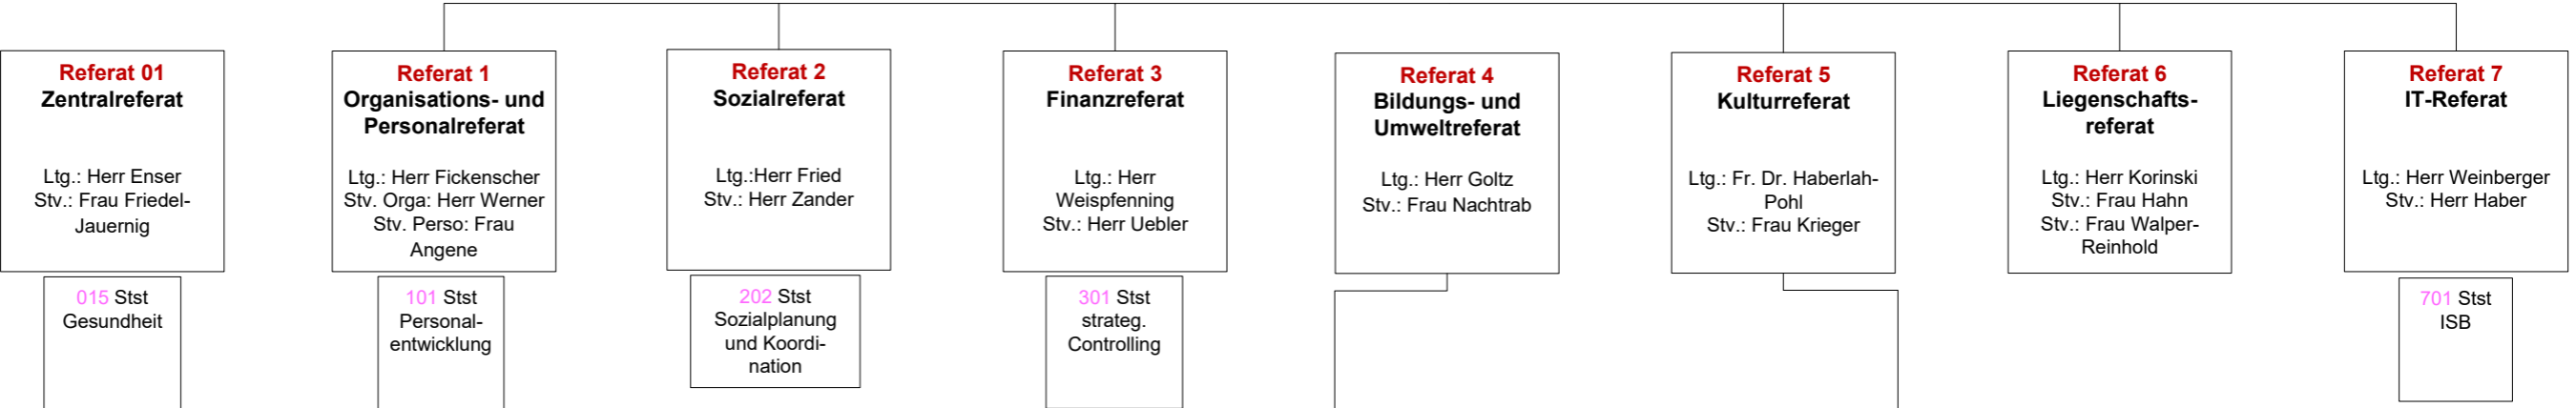 Referat 01
Zentralreferat
Ltg.: Herr Enser
Stv.: Frau Friedel-
Jauernig
015 Stst
Gesundheit
Referat 1
Organisations- und
Personalreferat
Ltg.: Herr Fickenscher
Stv. Orga: Herr Werner
Stv. Perso: Frau
Angene
101 Stst
Personal-
entwicklung
Referat 2
Sozialreferat
Ltg.:Herr Fried
Stv.: Herr Zander
202 Stst
Sozialplanung
und Koordi-
nation
Referat 3
Finanzreferat
Ltg.: Herr
Weispfenning
Stv.: Herr Uebler
301 Stst
strateg.
Controlling
Referat 4
Bildungs- und
Umweltreferat
Ltg.: Herr Goltz
Stv.: Frau Nachtrab
Referat 5
Kulturreferat
Ltg.: Fr. Dr. Haberlah-
Pohl
Stv.: Frau Krieger
Referat 6
Liegenschafts-
referat
Ltg.: Herr Korinski
Stv.: Frau Hahn
Stv.: Frau Walper-
Reinhold
Referat 7
IT-Referat
Ltg.: Herr Weinberger
Stv.: Herr Haber
701 Stst
ISB